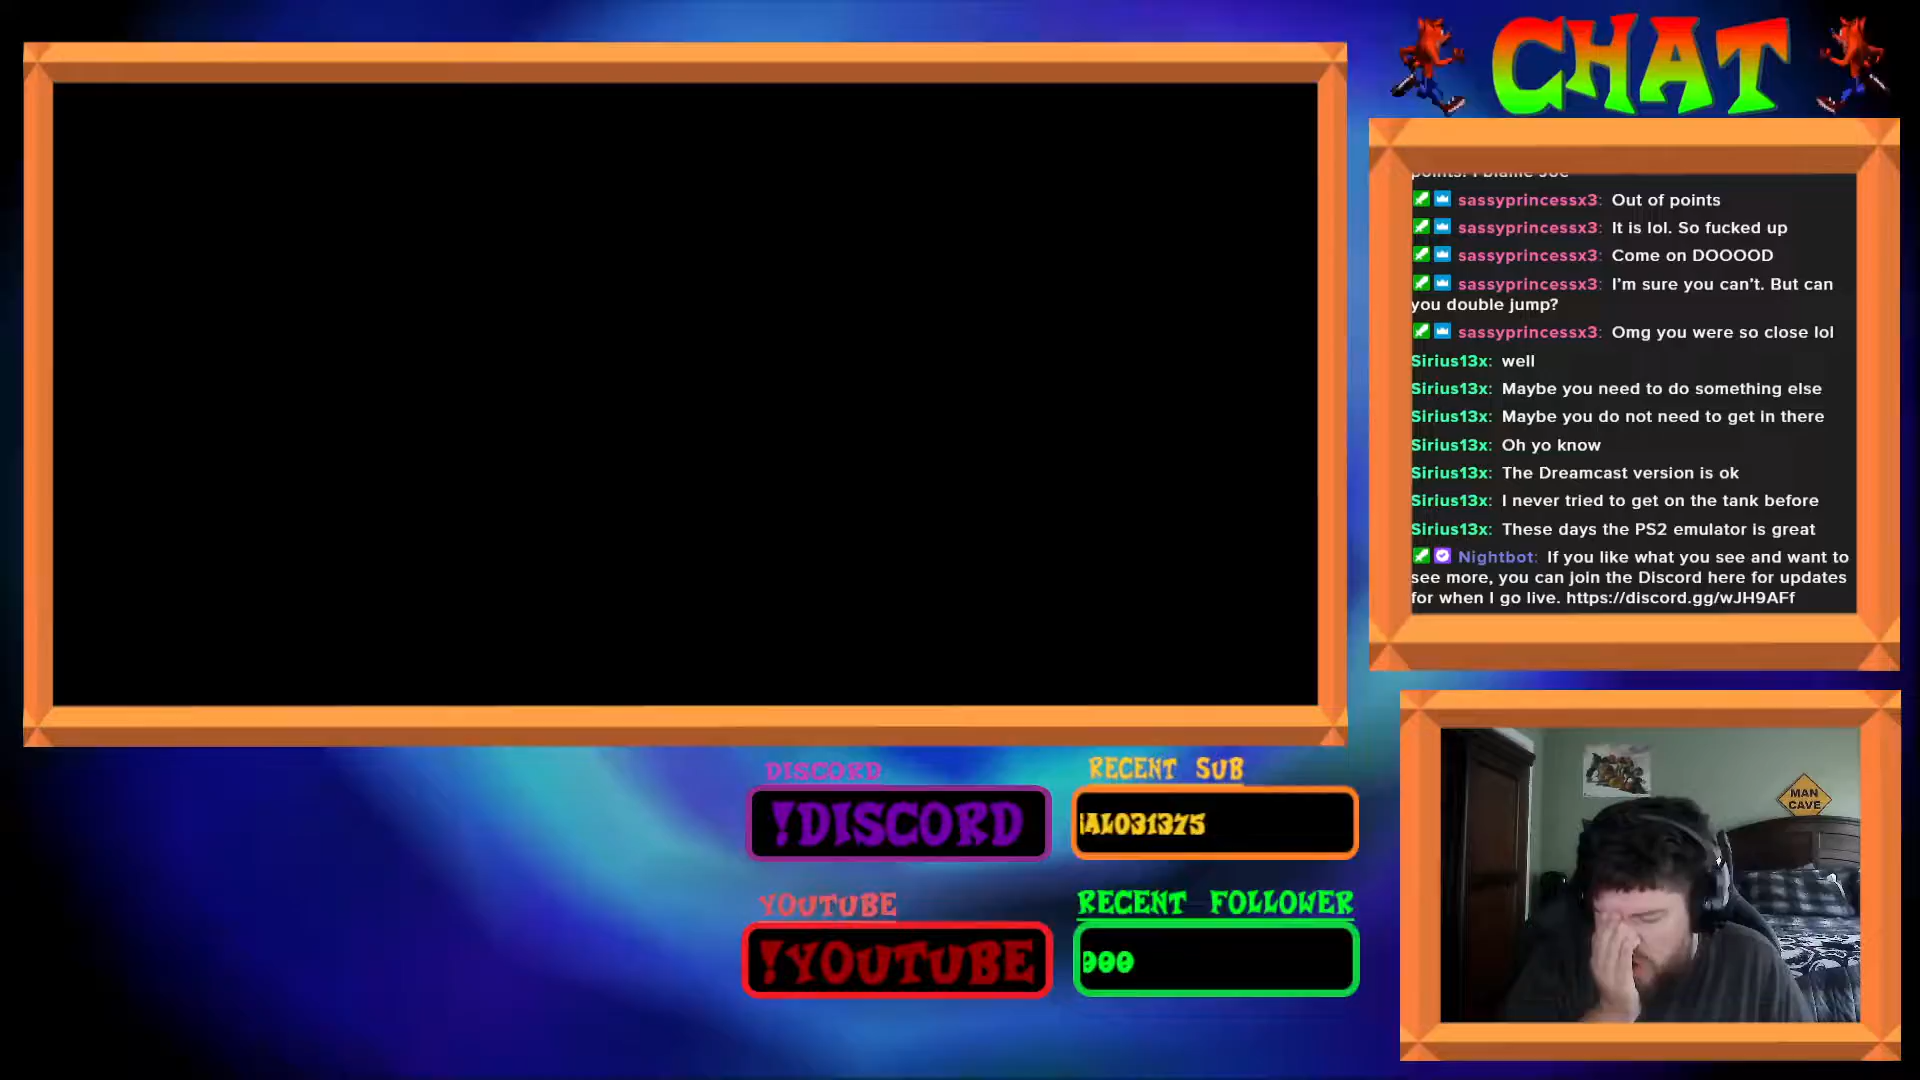 CHAT
points! I blame Joe
sassyprincessx3: Out of points
sassyprincessx3: It is lol. So fucked up
sassyprincessx3: Come on DOOOOD
sassyprincessx3: I'm sure you can't. But can
you double jump?
sassyprincessx3: Omg you were so close lol
Sirius13x: well
Sirius13x: Maybe you need to do something else
Sirius13x: Maybe you do not need to get in there
Sirius13x: Oh yo know
Sirius13x: The Dreamcast version is ok
Sirius13x: I never tried to get on the tank before
Sirius13x: These days the PS2 emulator is great
Nightbot: If you like what you see and want to
see more, you can join the Discord here for updates
for when I go live. https://discord.gg/wJH9AFf
DISCORD
!DISCORD
RECENT SUB
AL031375
YOUTUBE
!YOUTUBE
RECENT FOLLOWER
000
MAN
CAVE